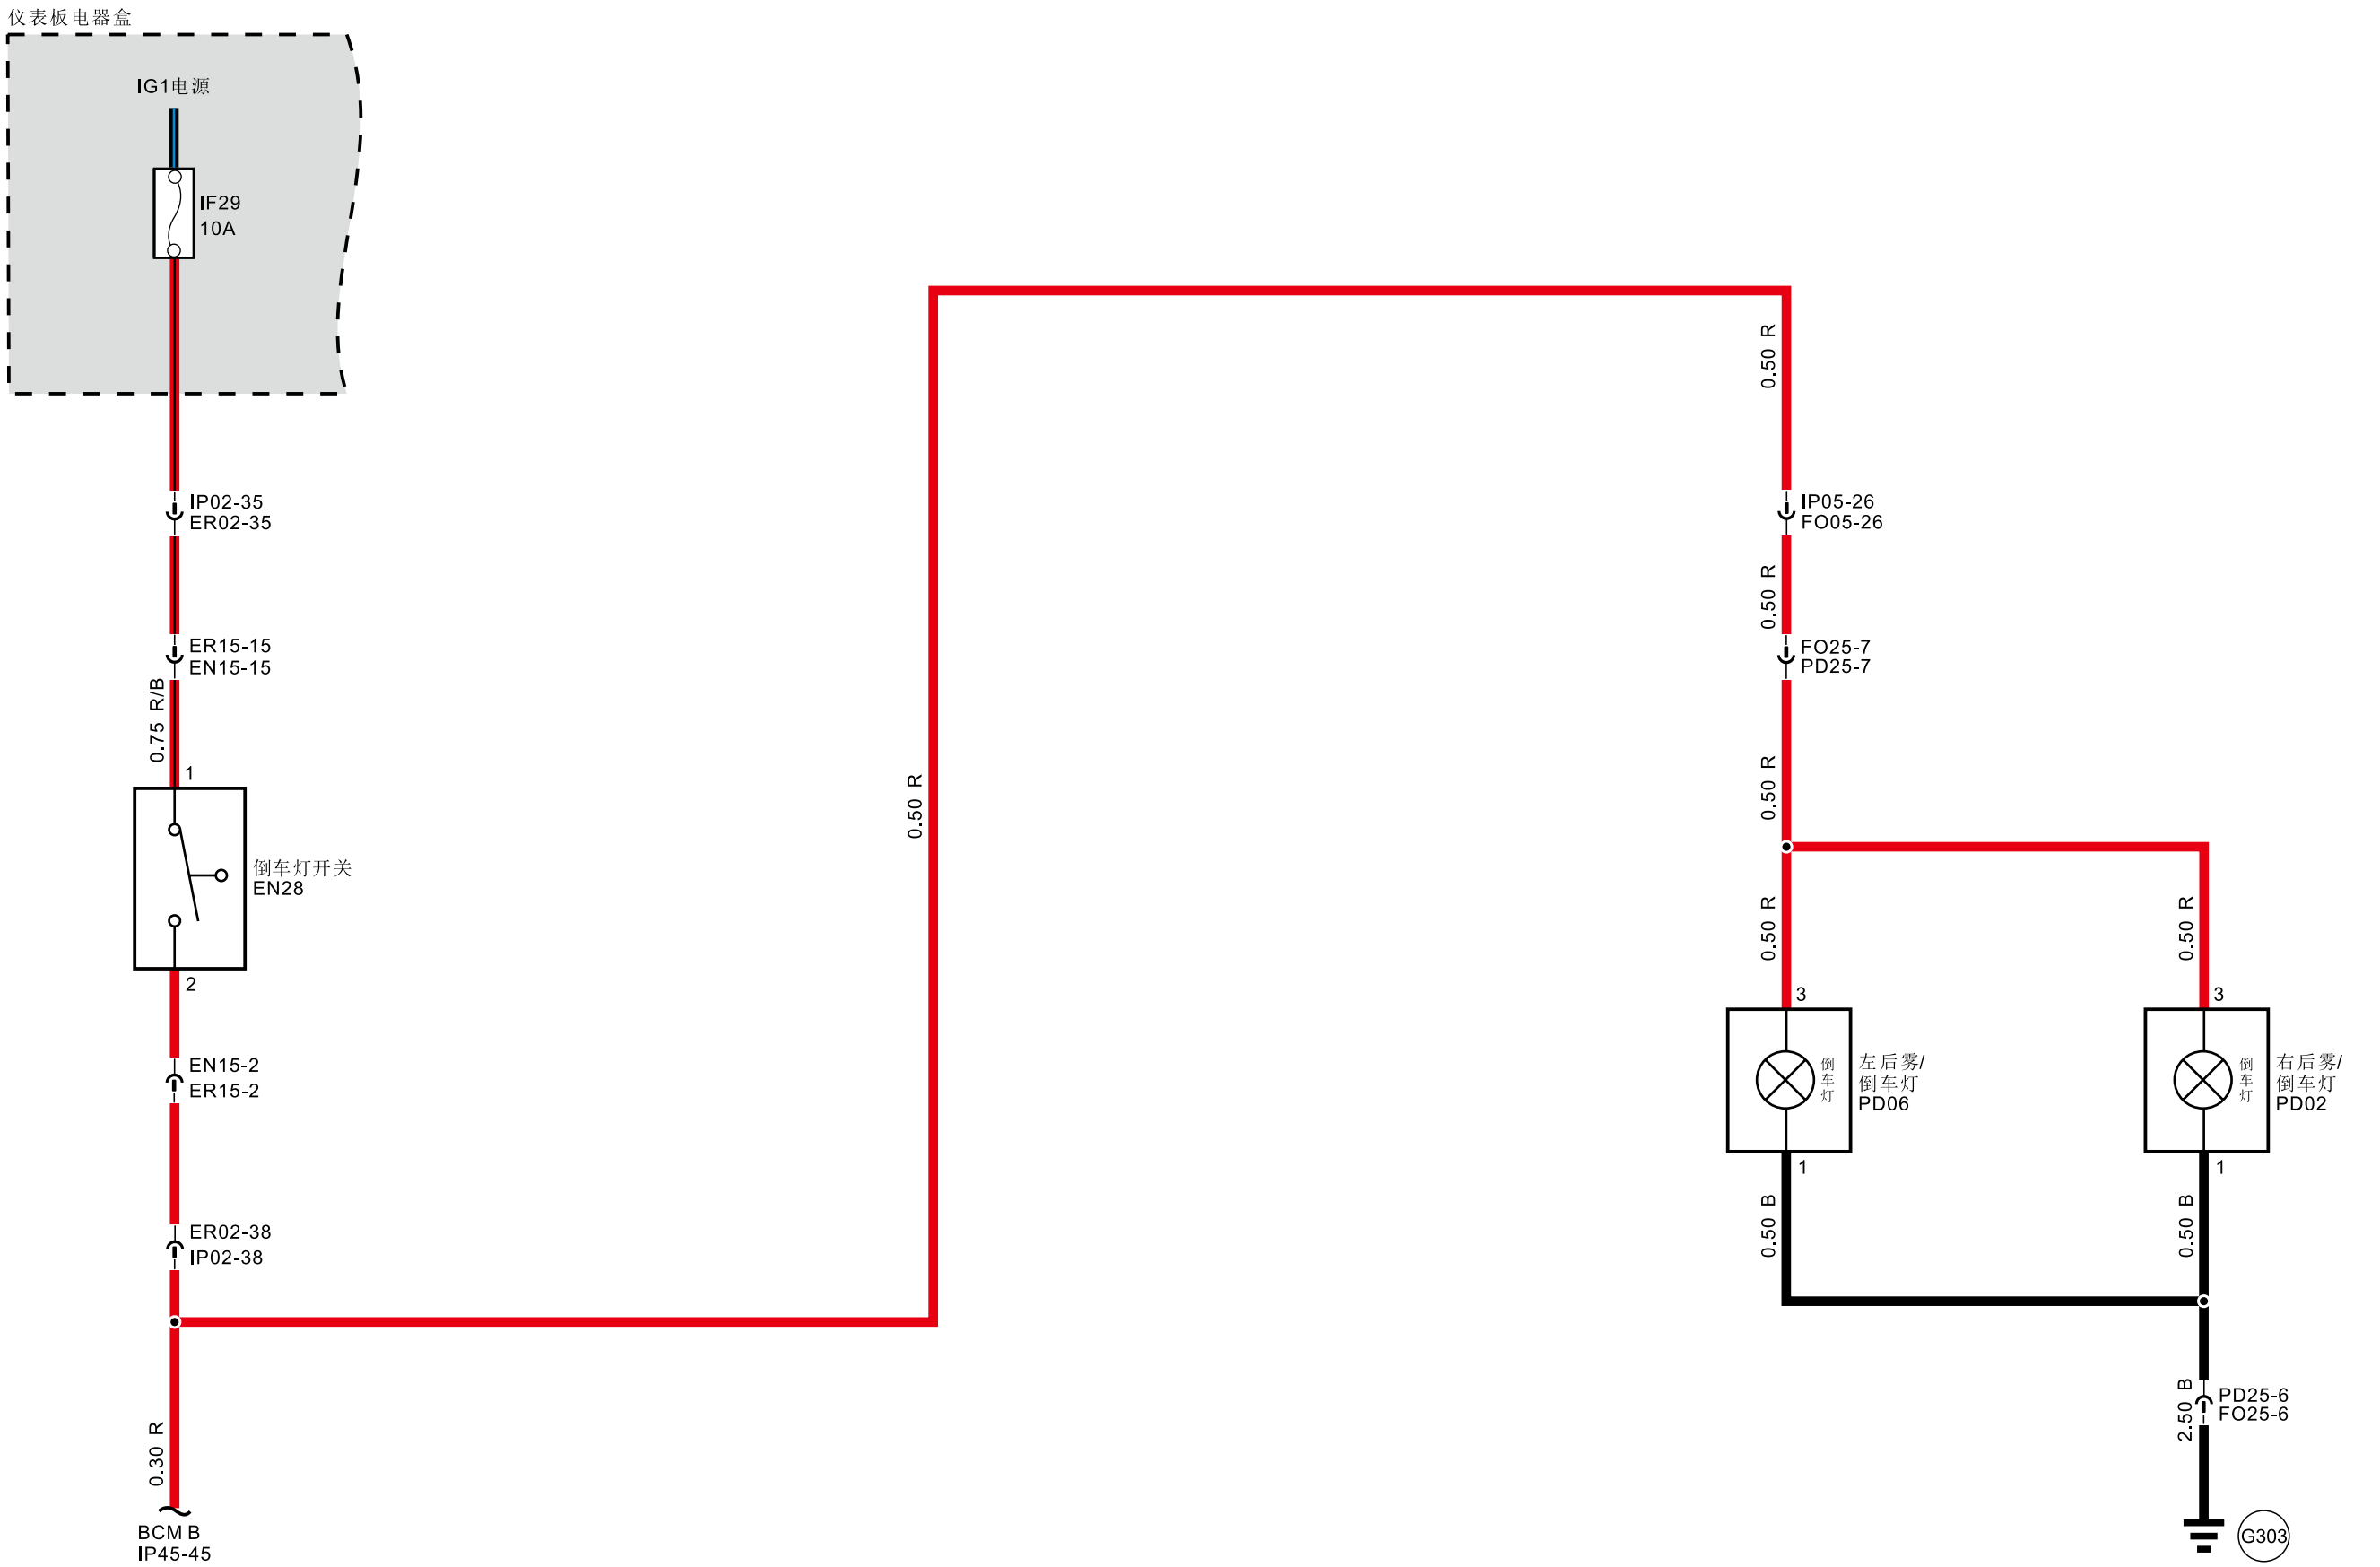 仪表板电器盒
IG1电源
IF29
10A
IP02-35
ER02-35
ER15-15
EN15-15
0.75 R/B
1
倒车灯开关
EN28
2
EN15-2
ER15-2
ER02-38
IP02-38
0.30 R
BCM B
IP45-45
0.50 R
0.50 R
IP05-26
FO05-26
0.50 R
FO25-7
PD25-7
0.50 R
0.50 R
0.50 R
3
倒车灯
左后雾/
倒车灯
PD06
1
3
倒车灯
右后雾/
倒车灯
PD02
1
0.50 B
0.50 B
2.50 B
PD25-6
FO25-6
G303